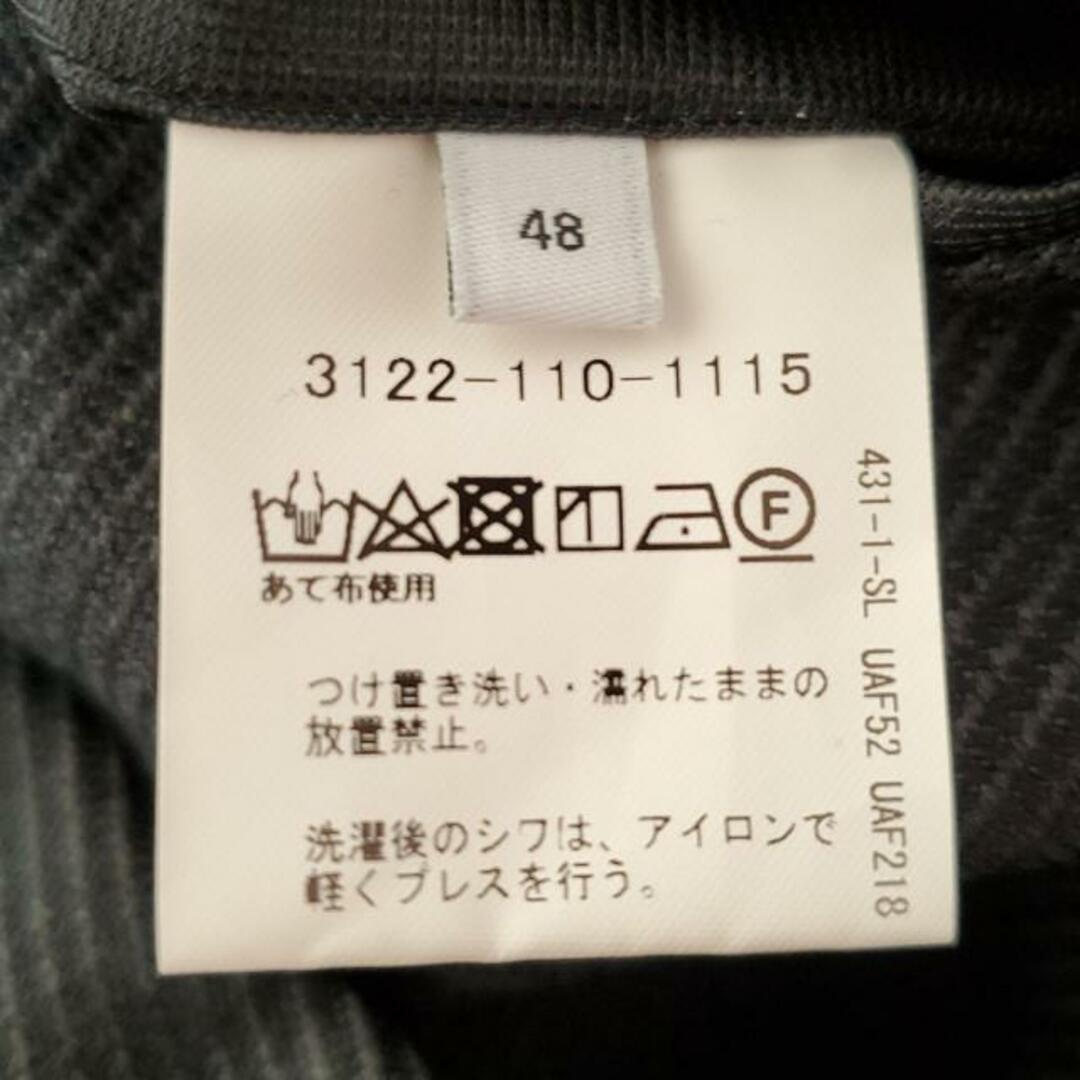 48
3122-110-1115
F
あて布使用
つけ置き洗い・濡れたままの
放置禁止。
洗濯後のシワは、アイロンで
軽くプレスを行う。
431-1-SL UAF52 UAF218